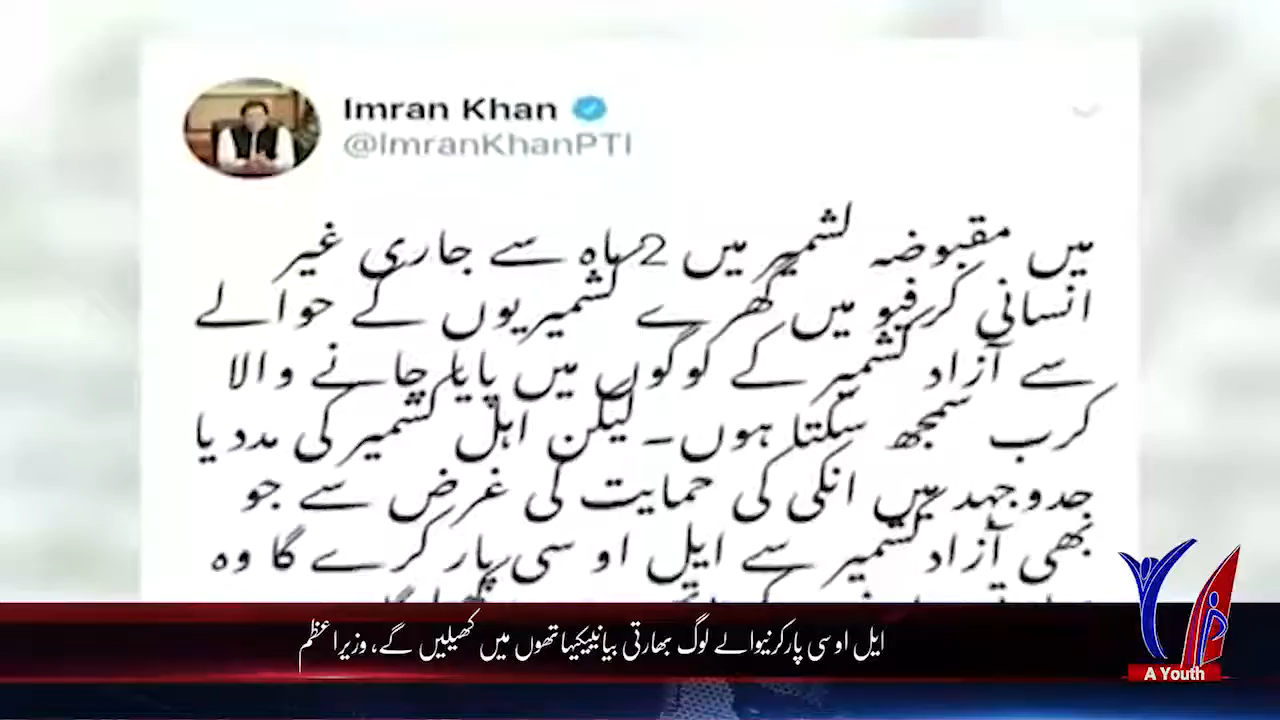 Imran Khan
@ImranKhanPTI
میں مقبوضہ کشمیر میں 2ماہ سے جاری غیر
انسانی کرفیو میں گھرے کشمیریوں کے حوالے
سے آزاد کشمیر کے لوگوں میں پایا جانے والا
کرب سمجھ سکتا ہوں۔ لیکن اہل کشمیر کی مدد یا
جدوجہد میں انکی کی حمایت کی غرض سے جو
بھی آزاد کشمیر سے ایل او سی پار کرے گا وہ
ایل او سی پار کرنیوالے لوگ بھارتی بیانییکیہاتھوں میں کھیلیں گے، وزیراعظم
A Youth